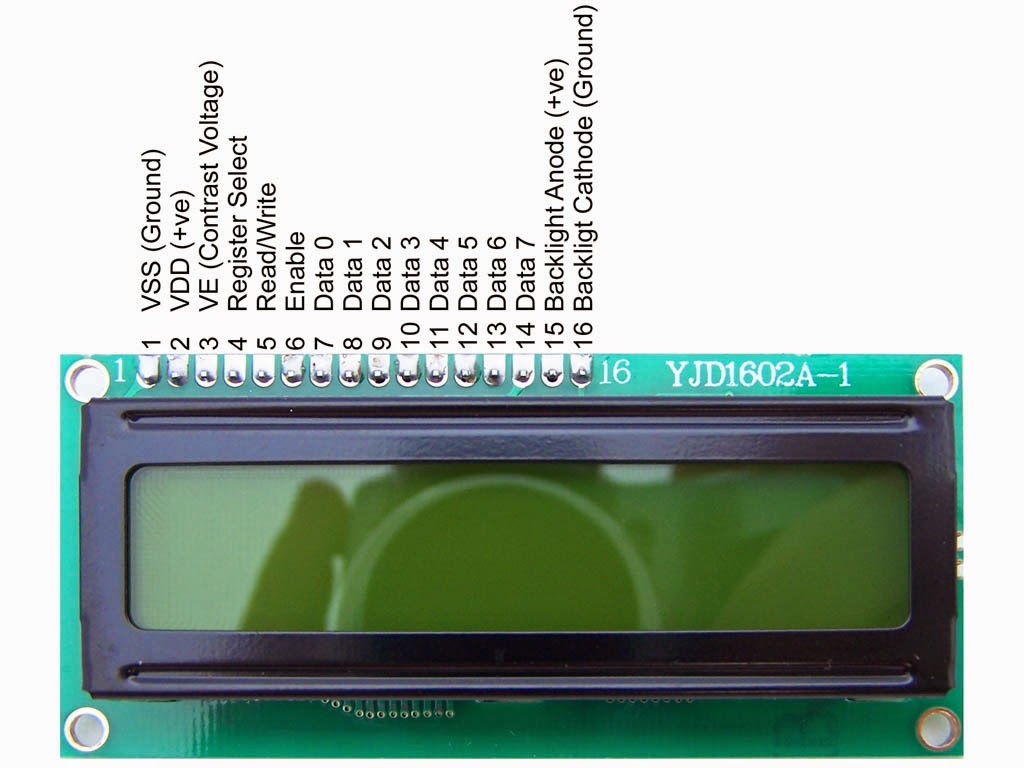 1 VSS (Ground)
2 VDD (+ve)
3 VE (Contrast Voltage)
4 Register Select
5 Read/Write
6 Enable
7 Data 0
8 Data 1
9 Data 2
10 Data 3
11 Data 4
12 Data 5
13 Data 6
14 Data 7
15 Backlight Anode (+ve)
16 Backligt Cathode (Ground)
1
16
YJD1602A-1